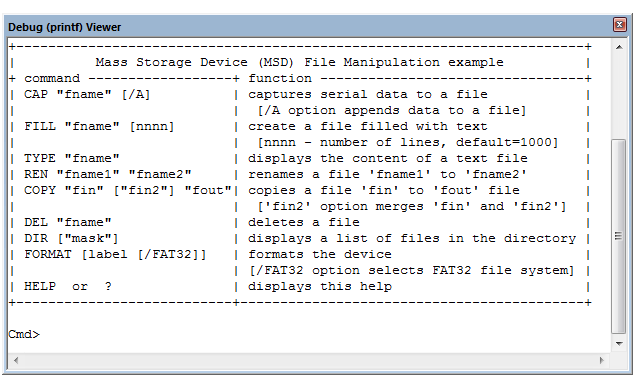 Debug (printf) Viewer
+-----------------------------------------------------------------------+
|          Mass Storage Device (MSD) File Manipulation example          |
+ command ------------------+ function ---------------------------------+
| CAP "fname" [/A]          | captures serial data to a file            |
|                           |  [/A option appends data to a file]       |
| FILL "fname" [nnnn]       | create a file filled with text            |
|                           |  [nnnn - number of lines, default=1000]   |
| TYPE "fname"              | displays the content of a text file       |
| REN "fname1" "fname2"     | renames a file 'fname1' to 'fname2'       |
| COPY "fin" ["fin2"] "fout"| copies a file 'fin' to 'fout' file        |
|                           |  ['fin2' option merges 'fin' and 'fin2']  |
| DEL "fname"               | deletes a file                            |
| DIR ["mask"]              | displays a list of files in the directory |
| FORMAT [label [/FAT32]]   | formats the device                        |
|                           | [/FAT32 option selects FAT32 file system] |
| HELP  or  ?               | displays this help                        |
+---------------------------+-------------------------------------------+
Cmd>